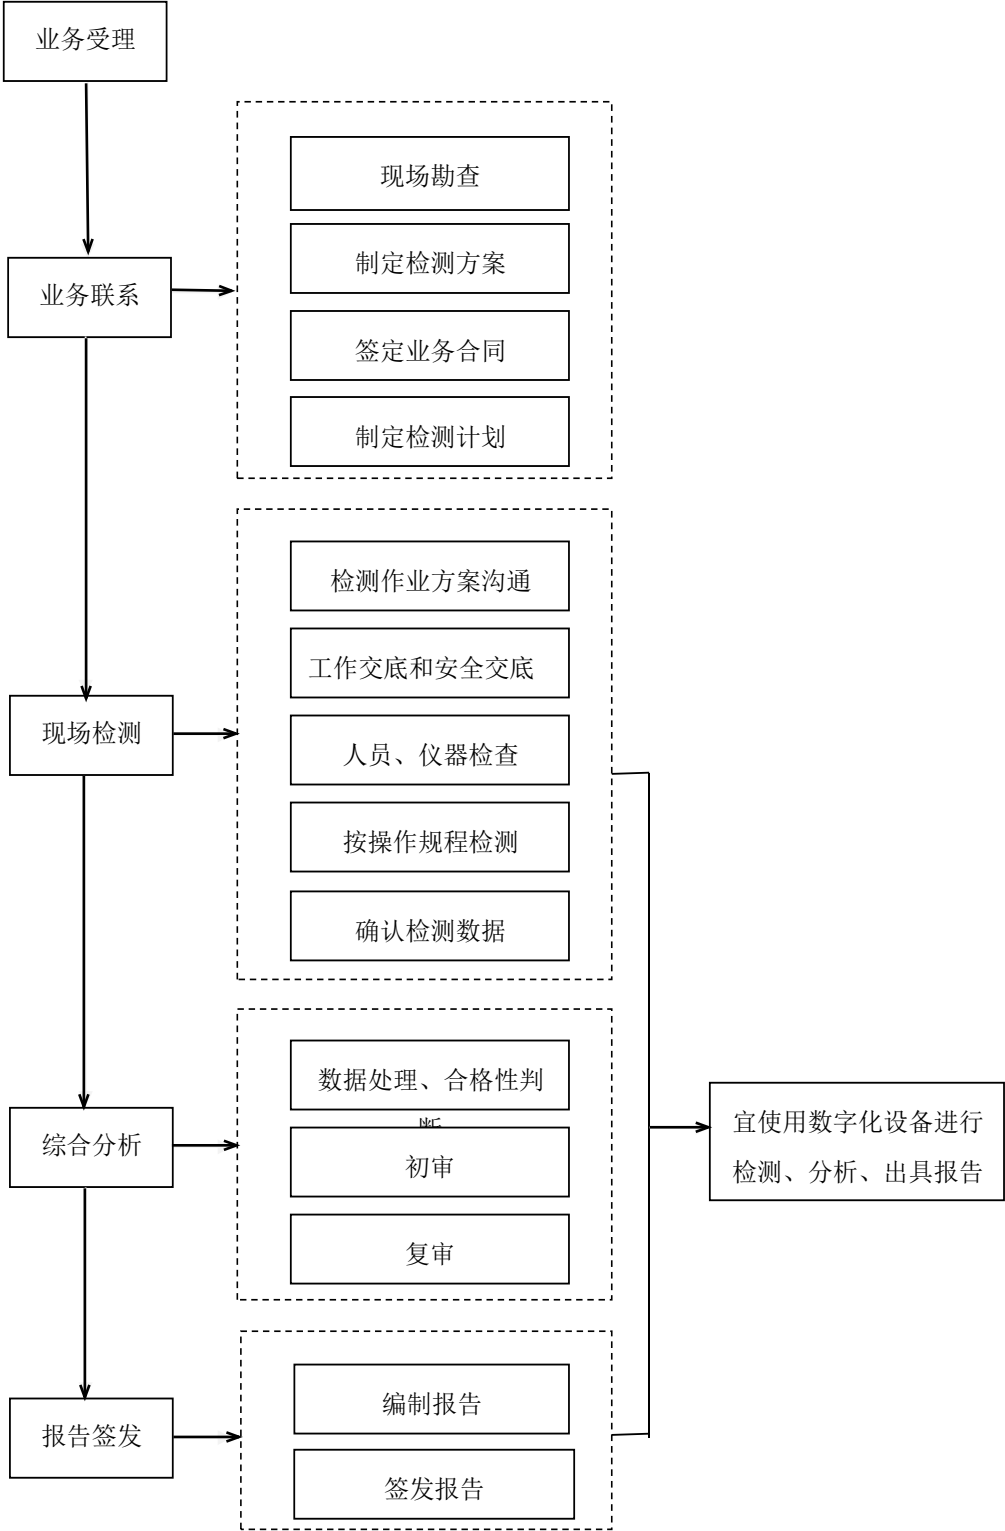 业务受理
现场勘查
制定检测方案
业务联系
签定业务合同
制定检测计划
检测作业方案沟通
工作交底和安全交底
现场检测
人员、仪器检查
按操作规程检测
确认检测数据
数据处理、合格性判
断
综合分析
初审
复审
宜使用数字化设备进行
检测、分析、出具报告
编制报告
报告签发
签发报告